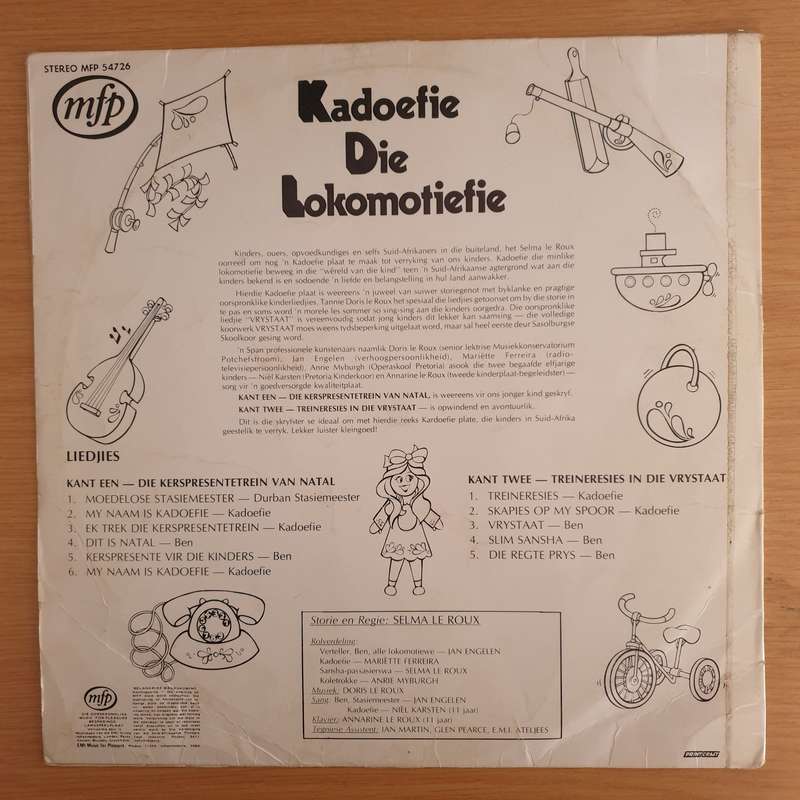 STEREO MFP 54726
mfp
Kadoefie
Die
Lokomotiefie
Kinders, ouers, opvoedkundiges en selfs Suid-Afrikaners in die buiteland, het Selma le Roux
oorreed om nog 'n Kadoefie plaat te maak tot verryking van ons kinders. Kadoefie die minlike
lokomotiefie beweeg in die "wêreld van die kind" teen 'n Suid-Afrikaanse agtergrond wat aan die
kinders bekend is en sodoende 'n liefde en belangstelling in hul land aanwakker.
Hierdie Kadoefie plaat is weereens 'n juweel van suiwer storiegenot met byklanke en pragtige
oorspronklike kinderliedjies. Tannie Doris le Roux het spesiaal die liedjies getoonset om by die storie in
te pas en soms word 'n morele les sommer so sing-sing aan die kinders oorgedra. Die oorspronklike
liedjie "VRYSTAAT" is vereenvoudig sodat jong kinders dit lekker kan saamsing — die volledige
koorwerk VRYSTAAT moes weens tydsbeperking uitgelaat word, maar sal heel eerste deur Sasolburgse
Skoolkoor gesing word.
'n Span professionele kunstenaars naamlik Doris le Roux (senior lektrise Musiekkonservatorium
Potchefstroom), Jan Engelen (verhoogpersoonlikheid), Mariëtte Ferreira (radio-
televisiepersoonlikheid), Anne Myburgh (Operaskool Pretoria) asook die twee begaafde elfjarige
kinders — Niël Karsten (Pretoria Kinderkoor) en Annarine le Roux (tweede kinderplaat-begeleidster) —
sorg vir 'n goedversorgde kwaliteitplaat.
KANT EEN — DIE KERSPRESENTETREIN VAN NATAL, is weereens vir ons jonger kind geskryf.
KANT TWEE — TREINERESIES IN DIE VRYSTAAT — is opwindend en avontuurlik.
Dit is die skryfster se ideaal om met hierdie reeks Kardoefie plate, die kinders in Suid-Afrika
geestelik te verryk. Lekker luister kleingoed!
LIEDJIES
KANT EEN — DIE KERSPRESENTETREIN VAN NATAL
1. MOEDELOSE STASIEMEESTER — Durban Stasiemeester
2. MY NAAM IS KADOEFIE — Kadoefie
3. EK TREK DIE KERSPRESENTETREIN — Kadoefie
4. DIT IS NATAL — Ben
5. KERSPRESENTE VIR DIE KINDERS — Ben
6. MY NAAM IS KADOEFIE — Kadoefie
KANT TWEE — TREINERESIES IN DIE VRYSTAAT
1. TREINERESIES — Kadoefie
2. SKAPIES OP MY SPOOR — Kadoefie
3. VRYSTAAT — Ben
4. SLIM SANSHA — Ben
5. DIE REGTE PRYS — Ben
Storie en Regie: SELMA LE ROUX
Rolverdeling:
Verteller, Ben, alle lokomotiewe — JAN ENGELEN
Kadoefie — MARIËTTE FERREIRA
Sansha-passasierswa — SELMA LE ROUX
Koletrokke — ANRIE MYBURGH
Musiek: DORIS LE ROUX
Sang: Ben, Stasiemeester — JAN ENGELEN
Kadoefie — NIËL KARSTEN (11 jaar)
Klavier: ANNARINE LE ROUX (11 jaar)
Tegniese Assistent: IAN MARTIN, GLEN PEARCE, E.M.I. ATELJEES
mfp
PRINTCRAFT